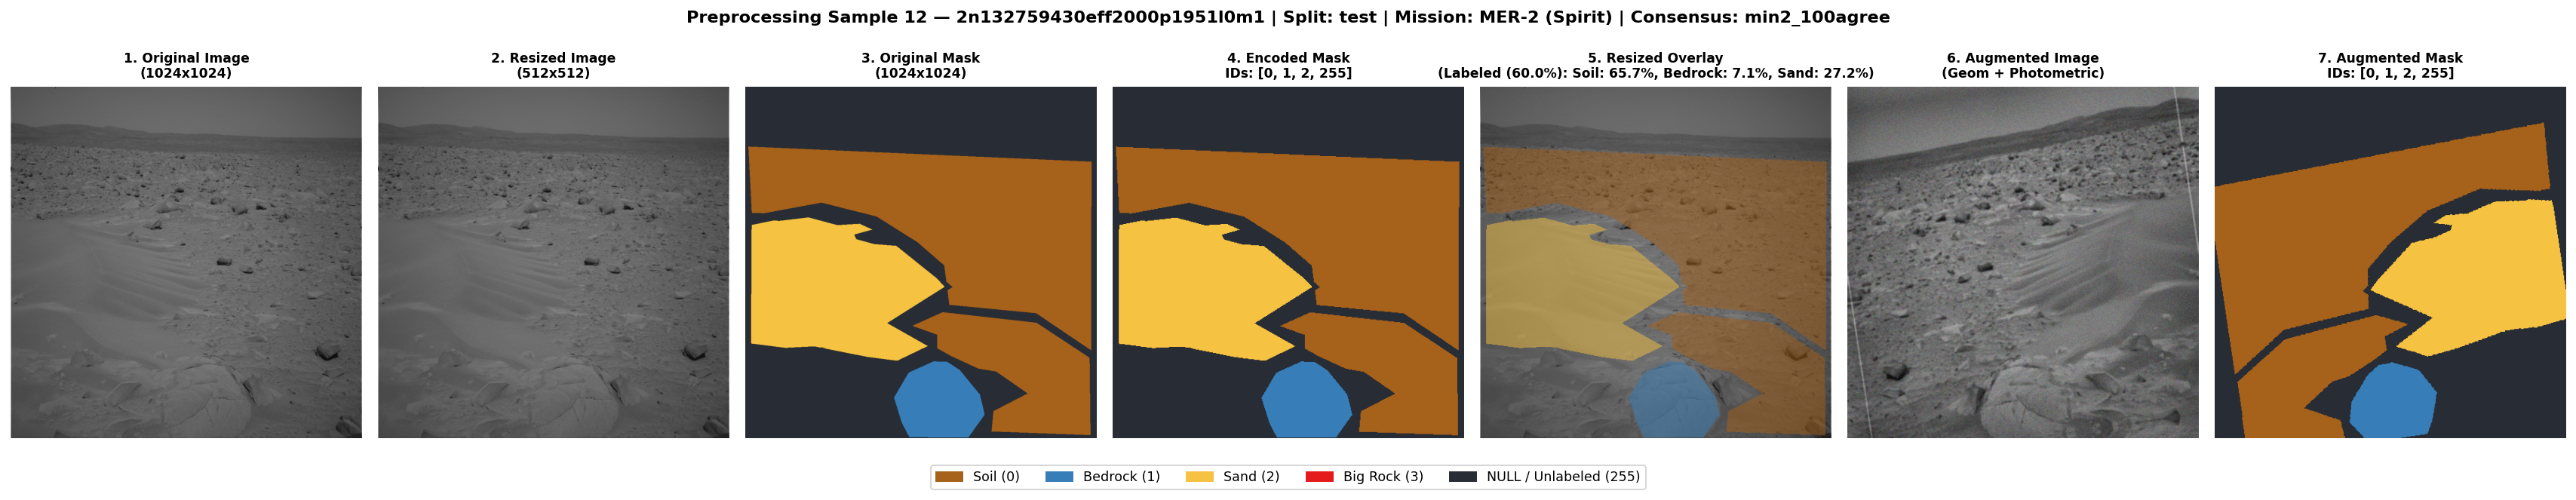 Preprocessing Sample 12 — 2n132759430eff2000p1951l0m1 | Split: test | Mission: MER-2 (Spirit) | Consensus: min2_100agree
1. Original Image
(1024x1024)
2. Resized Image
(512x512)
3. Original Mask
(1024x1024)
4. Encoded Mask
IDs: [0, 1, 2, 255]
5. Resized Overlay
(Labeled (60.0%): Soil: 65.7%, Bedrock: 7.1%, Sand: 27.2%)
6. Augmented Image
(Geom + Photometric)
7. Augmented Mask
IDs: [0, 1, 2, 255]
Soil (0)
Bedrock (1)
Sand (2)
Big Rock (3)
NULL / Unlabeled (255)